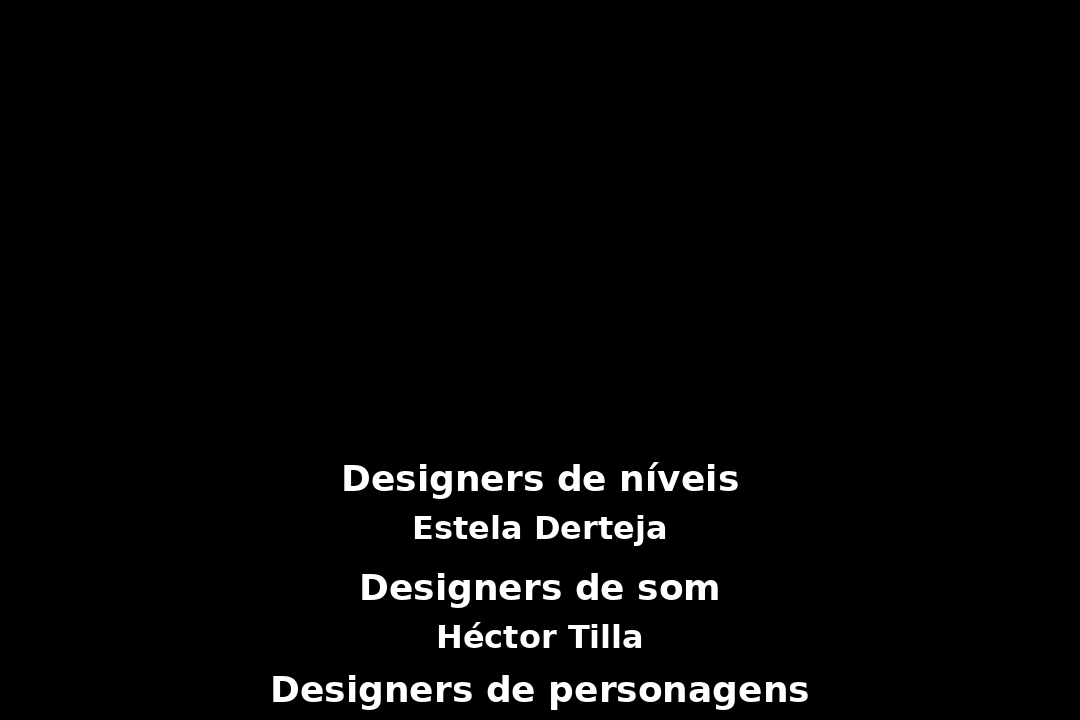 Designers de níveis
Estela Derteja
Designers de som
Héctor Tilla
Designers de personagens